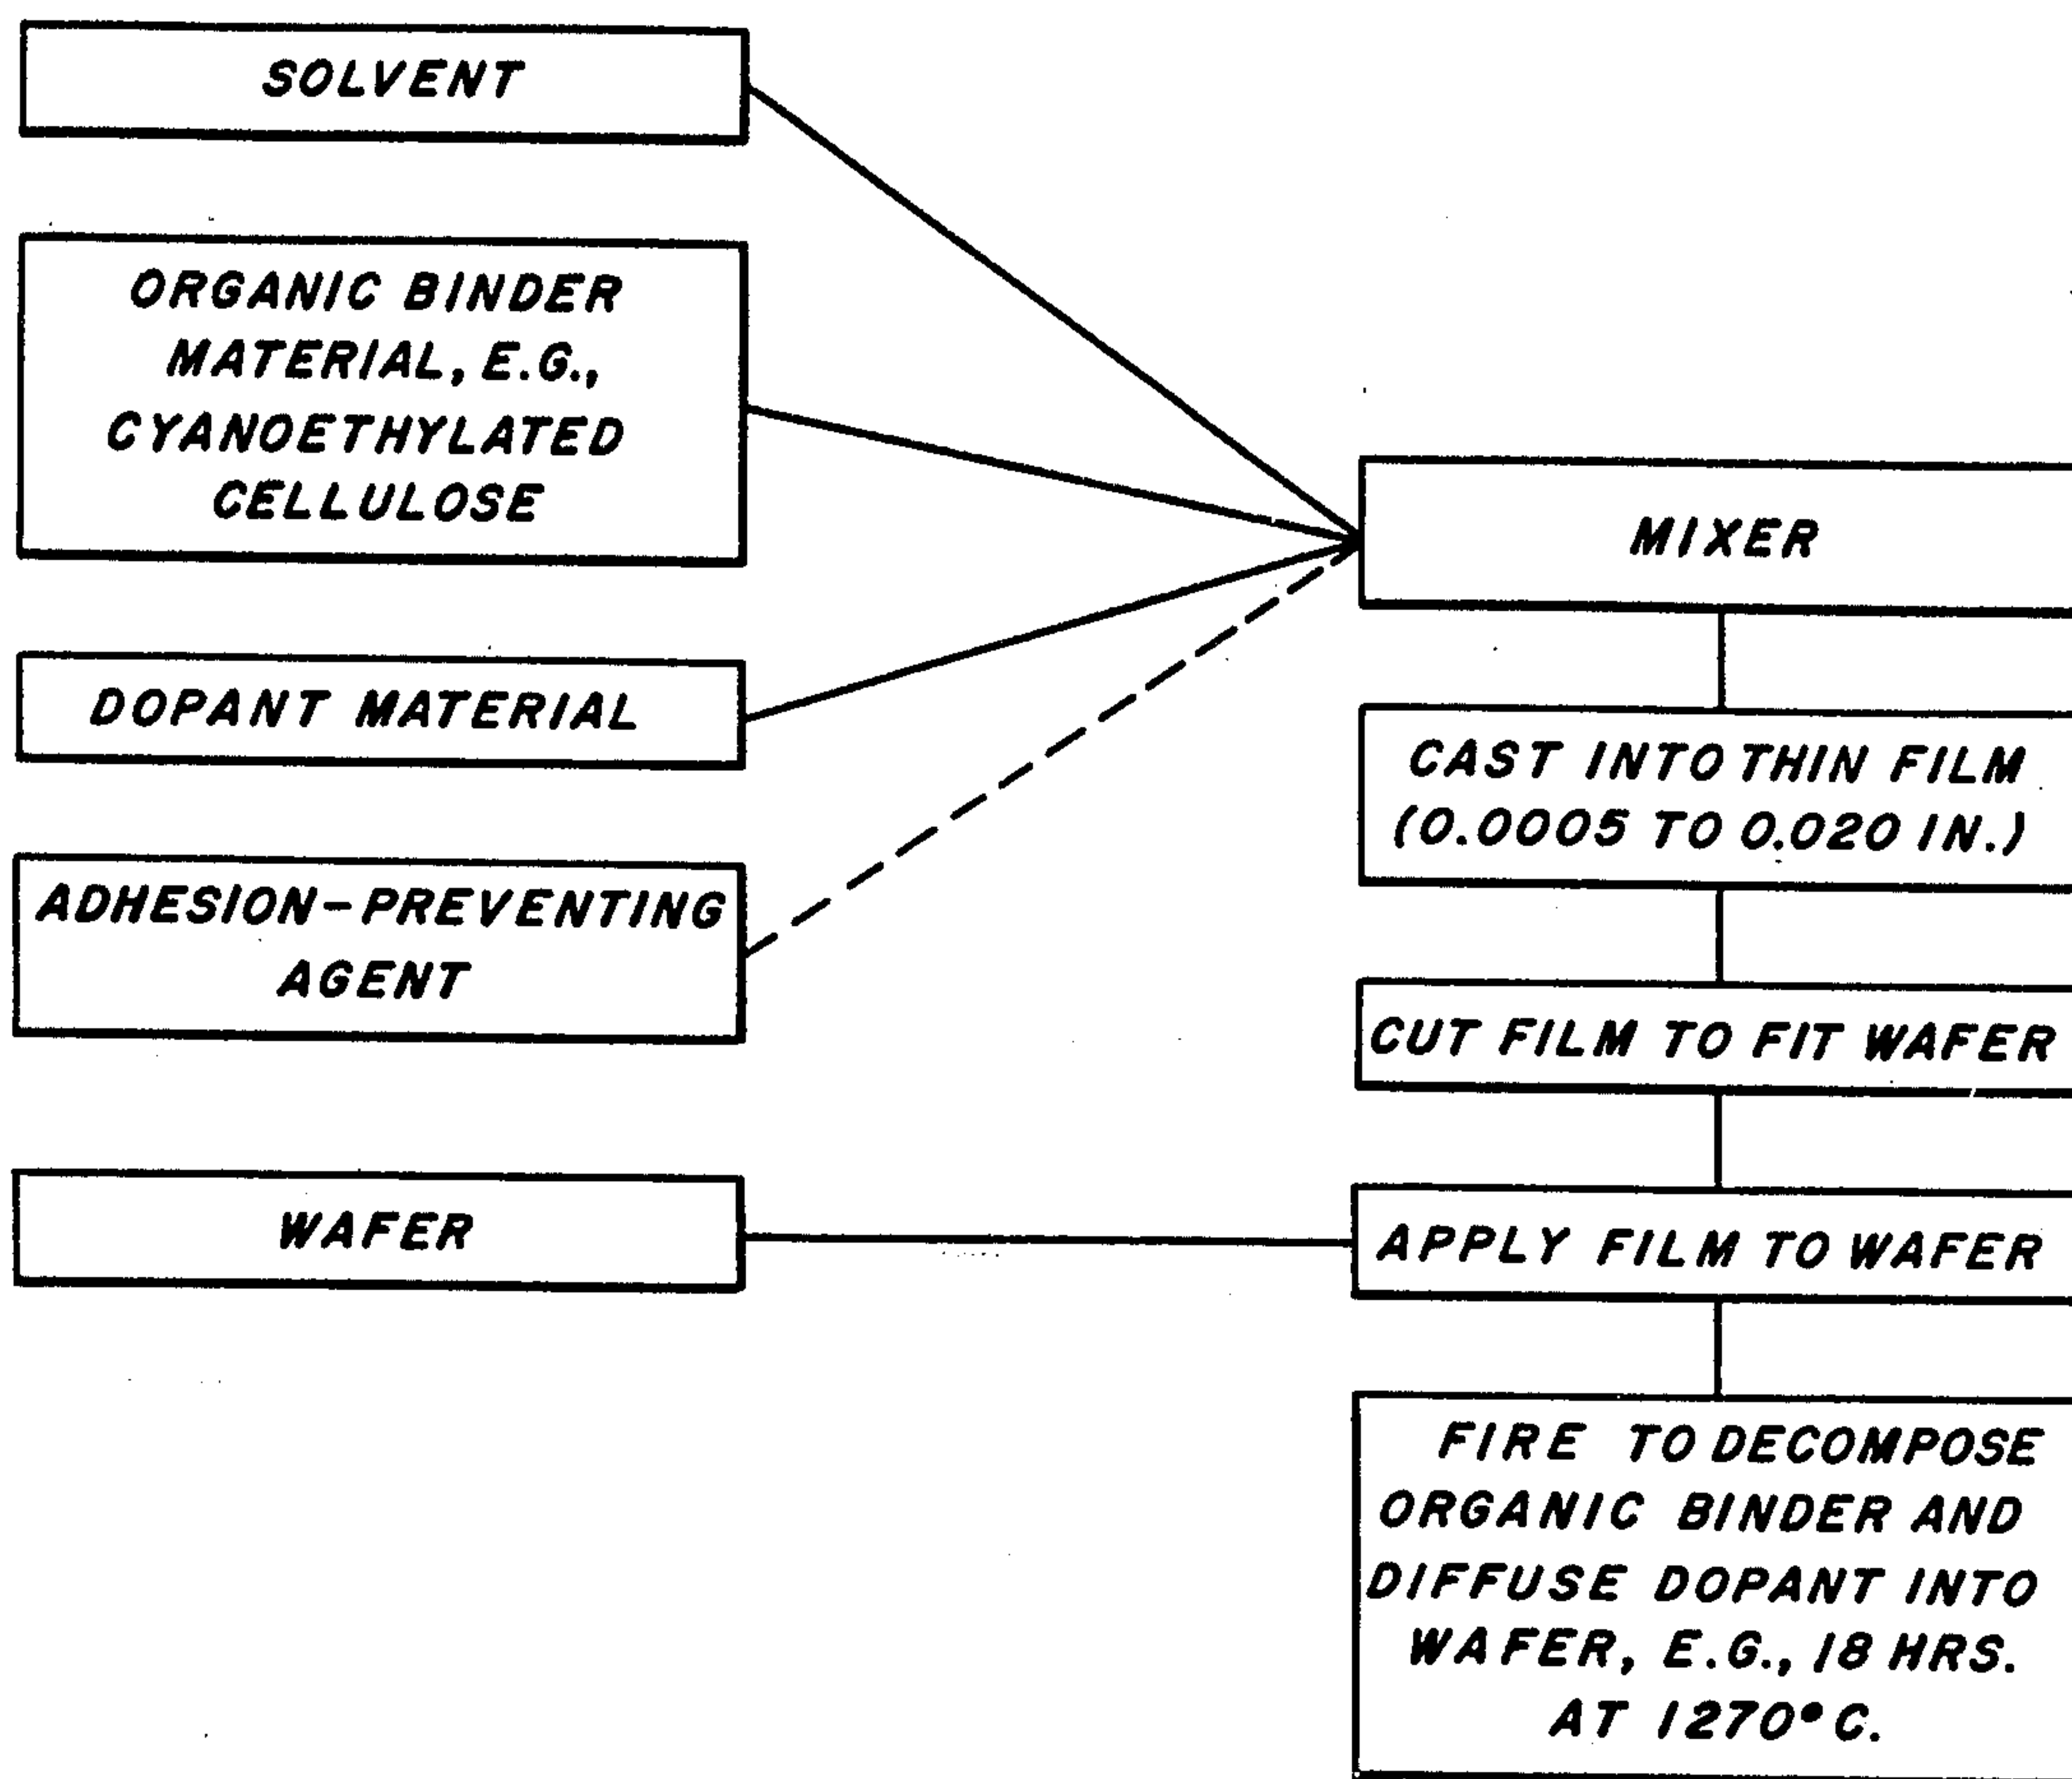 SOLVENT
ORGANIC BINDER
MATERIAL, E.G.,
CYANOETHYLATED
CELLULOSE
DOPANT MATERIAL
ADHESION-PREVENTING
AGENT
WAFER
MIXER
CAST INTO THIN FILM
(0.0005 TO 0.020 IN.)
CUT FILM TO FIT WAFER
APPLY FILM TO WAFER
FIRE TO DECOMPOSE
ORGANIC BINDER AND
DIFFUSE DOPANT INTO
WAFER, E.G., 18 HRS.
AT 1270°C.